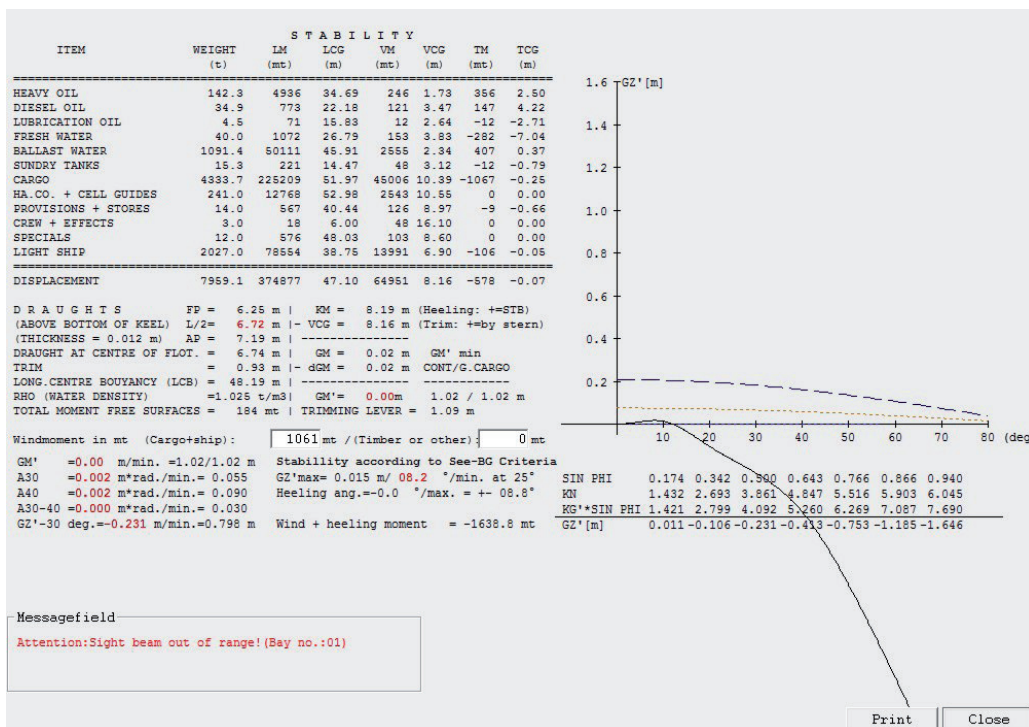 S T A B I L I T Y
ITEM WEIGHT LM LCG VM VCG TM TCG
(t) (mt) (m) (mt) (m) (mt) (m)
HEAVY OIL 142.3 4936 34.69 246 1.73 356 2.50
DIESEL OIL 34.9 773 22.18 121 3.47 147 4.22
LUBRICATION OIL 4.5 71 15.83 12 2.64 -12 -2.71
FRESH WATER 40.0 1072 26.79 153 3.83 -282 -7.04
BALLAST WATER 1091.4 50111 45.91 2555 2.34 407 0.37
SUNDRY TANKS 15.3 221 14.47 48 3.12 -12 -0.79
CARGO 4333.7 225209 51.97 45006 10.39 -1067 -0.25
HA.CO. + CELL GUIDES 241.0 12768 52.98 2543 10.55 0 0.00
PROVISIONS + STORES 14.0 567 40.44 126 8.97 -9 -0.66
CREW + EFFECTS 3.0 18 6.00 48 16.10 0 0.00
SPECIALS 12.0 576 48.03 103 8.60 0 0.00
LIGHT SHIP 2027.0 78554 38.75 13991 6.90 -106 -0.05
DISPLACEMENT 7959.1 374877 47.10 64951 8.16 -578 -0.07
D R A U G H T S FP = 6.25 m | KM = 8.19 m (Heeling: +=STB)
(ABOVE BOTTOM OF KEEL) L/2= 6.72 m |- VCG = 8.16 m (Trim: +=by stern)
(THICKNESS = 0.012 m) AP = 7.19 m | ---------------
DRAUGHT AT CENTRE OF FLOT. = 6.74 m | GM = 0.02 m GM' min
TRIM = 0.93 m |- dGM = 0.02 m CONT/G.CARGO
LONG.CENTRE BOUYANCY (LCB) = 48.19 m | --------------- ------------
RHO (WATER DENSITY) =1.025 t/m3| GM'= 0.00m 1.02 / 1.02 m
TOTAL MOMENT FREE SURFACES = 184 mt | TRIMMING LEVER = 1.09 m
Windmoment in mt (Cargo+ship): 1061 mt /(Timber or other): 0 mt
GM' =0.00 m/min. =1.02/1.02 m Stability according to See-BG Criteria
A30 =0.002 m*rad./min.= 0.055 GZ'max= 0.015 m/ 08.2 °/min. at 25°
A40 =0.002 m*rad./min.= 0.090 Heeling ang.=-0.0 °/max. = +- 08.8°
A30-40 =0.000 m*rad./min.= 0.030
GZ'-30 deg.=-0.231 m/min.=0.798 m Wind + heeling moment = -1638.8 mt
1.6 GZ'[m]
1.4
1.2
1.0
0.8
0.6
0.4
0.2
10 20 30 40 50 60 70 80 (deg
SIN PHI 0.174 0.342 0.500 0.643 0.766 0.866 0.940
KN 1.432 2.693 3.861 4.847 5.516 5.903 6.045
KG'*SIN PHI 1.421 2.799 4.092 5.260 6.269 7.087 7.690
GZ'[m] 0.011 -0.106 -0.231 -0.413 -0.753 -1.185 -1.646
Messagefield
Attention:Sight beam out of range!(Bay no.:01)
Print Close